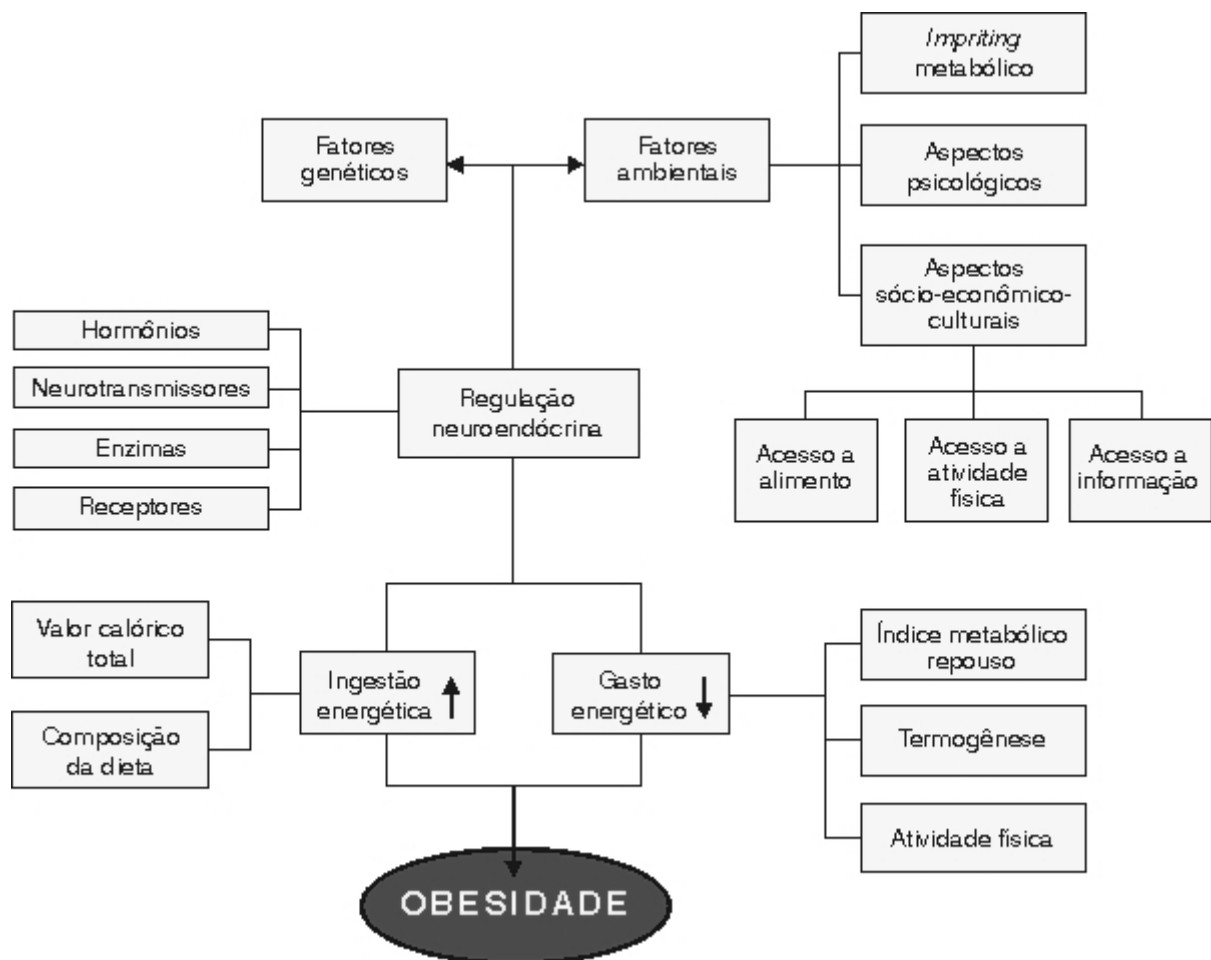 Impriting
metabólico
Fatores
genéticos
Fatores
ambientais
Aspectos
psicológicos
Aspectos
sócio-econômico-
culturais
Hormônios
Neurotransmissores
Enzimas
Receptores
Regulação
neuroendócrina
Acesso a
alimento
Acesso a
atividade
física
Acesso a
informação
Valor calórico
total
Composição
da dieta
Ingestão
energética
Gasto
energético
Índice metabólico
repouso
Termogênese
Atividade física
OBESIDADE